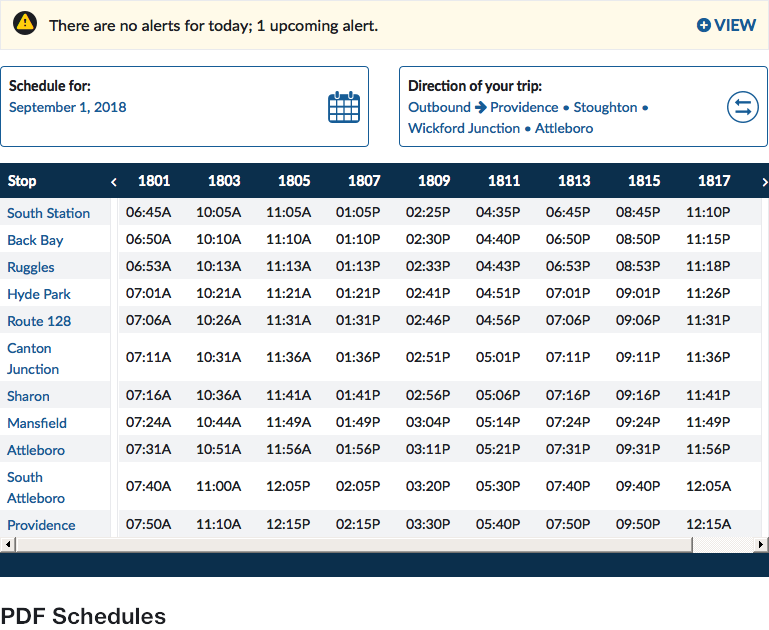 There are no alerts for today; 1 upcoming alert. VIEW
Schedule for:
September 1, 2018
Direction of your trip:
Outbound → Providence • Stoughton •
Wickford Junction • Attleboro
Stop 1801 1803 1805 1807 1809 1811 1813 1815 1817
South Station 06:45A 10:05A 11:05A 01:05P 02:25P 04:35P 06:45P 08:45P 11:10P
Back Bay 06:50A 10:10A 11:10A 01:10P 02:30P 04:40P 06:50P 08:50P 11:15P
Ruggles 06:53A 10:13A 11:13A 01:13P 02:33P 04:43P 06:53P 08:53P 11:18P
Hyde Park 07:01A 10:21A 11:21A 01:21P 02:41P 04:51P 07:01P 09:01P 11:26P
Route 128 07:06A 10:26A 11:31A 01:31P 02:46P 04:56P 07:06P 09:06P 11:31P
Canton
Junction 07:11A 10:31A 11:36A 01:36P 02:51P 05:01P 07:11P 09:11P 11:36P
Sharon 07:16A 10:36A 11:41A 01:41P 02:56P 05:06P 07:16P 09:16P 11:41P
Mansfield 07:24A 10:44A 11:49A 01:49P 03:04P 05:14P 07:24P 09:24P 11:49P
Attleboro 07:31A 10:51A 11:56A 01:56P 03:11P 05:21P 07:31P 09:31P 11:56P
South
Attleboro 07:40A 11:00A 12:05P 02:05P 03:20P 05:30P 07:40P 09:40P 12:05A
Providence 07:50A 11:10A 12:15P 02:15P 03:30P 05:40P 07:50P 09:50P 12:15A
PDF Schedules